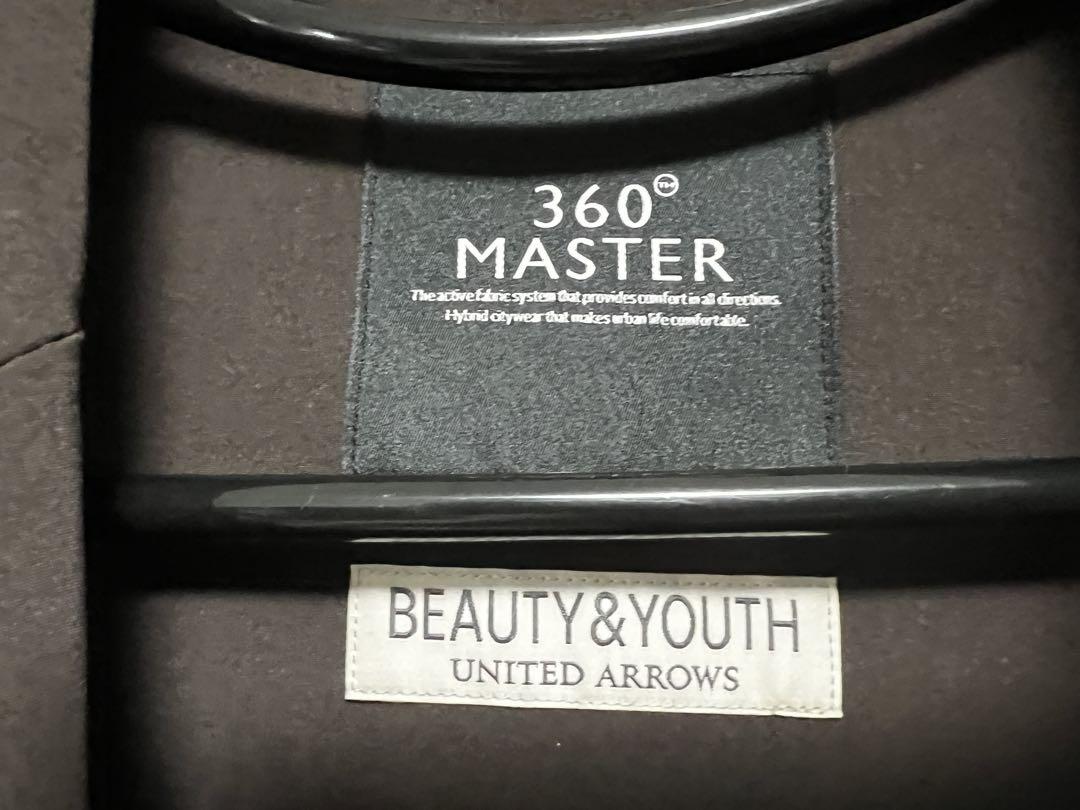 360°™
MASTER
The active fabric system that provides comfort in all directions.
Hybrid citywear that makes urban life comfortable.
BEAUTY&YOUTH
UNITED ARROWS